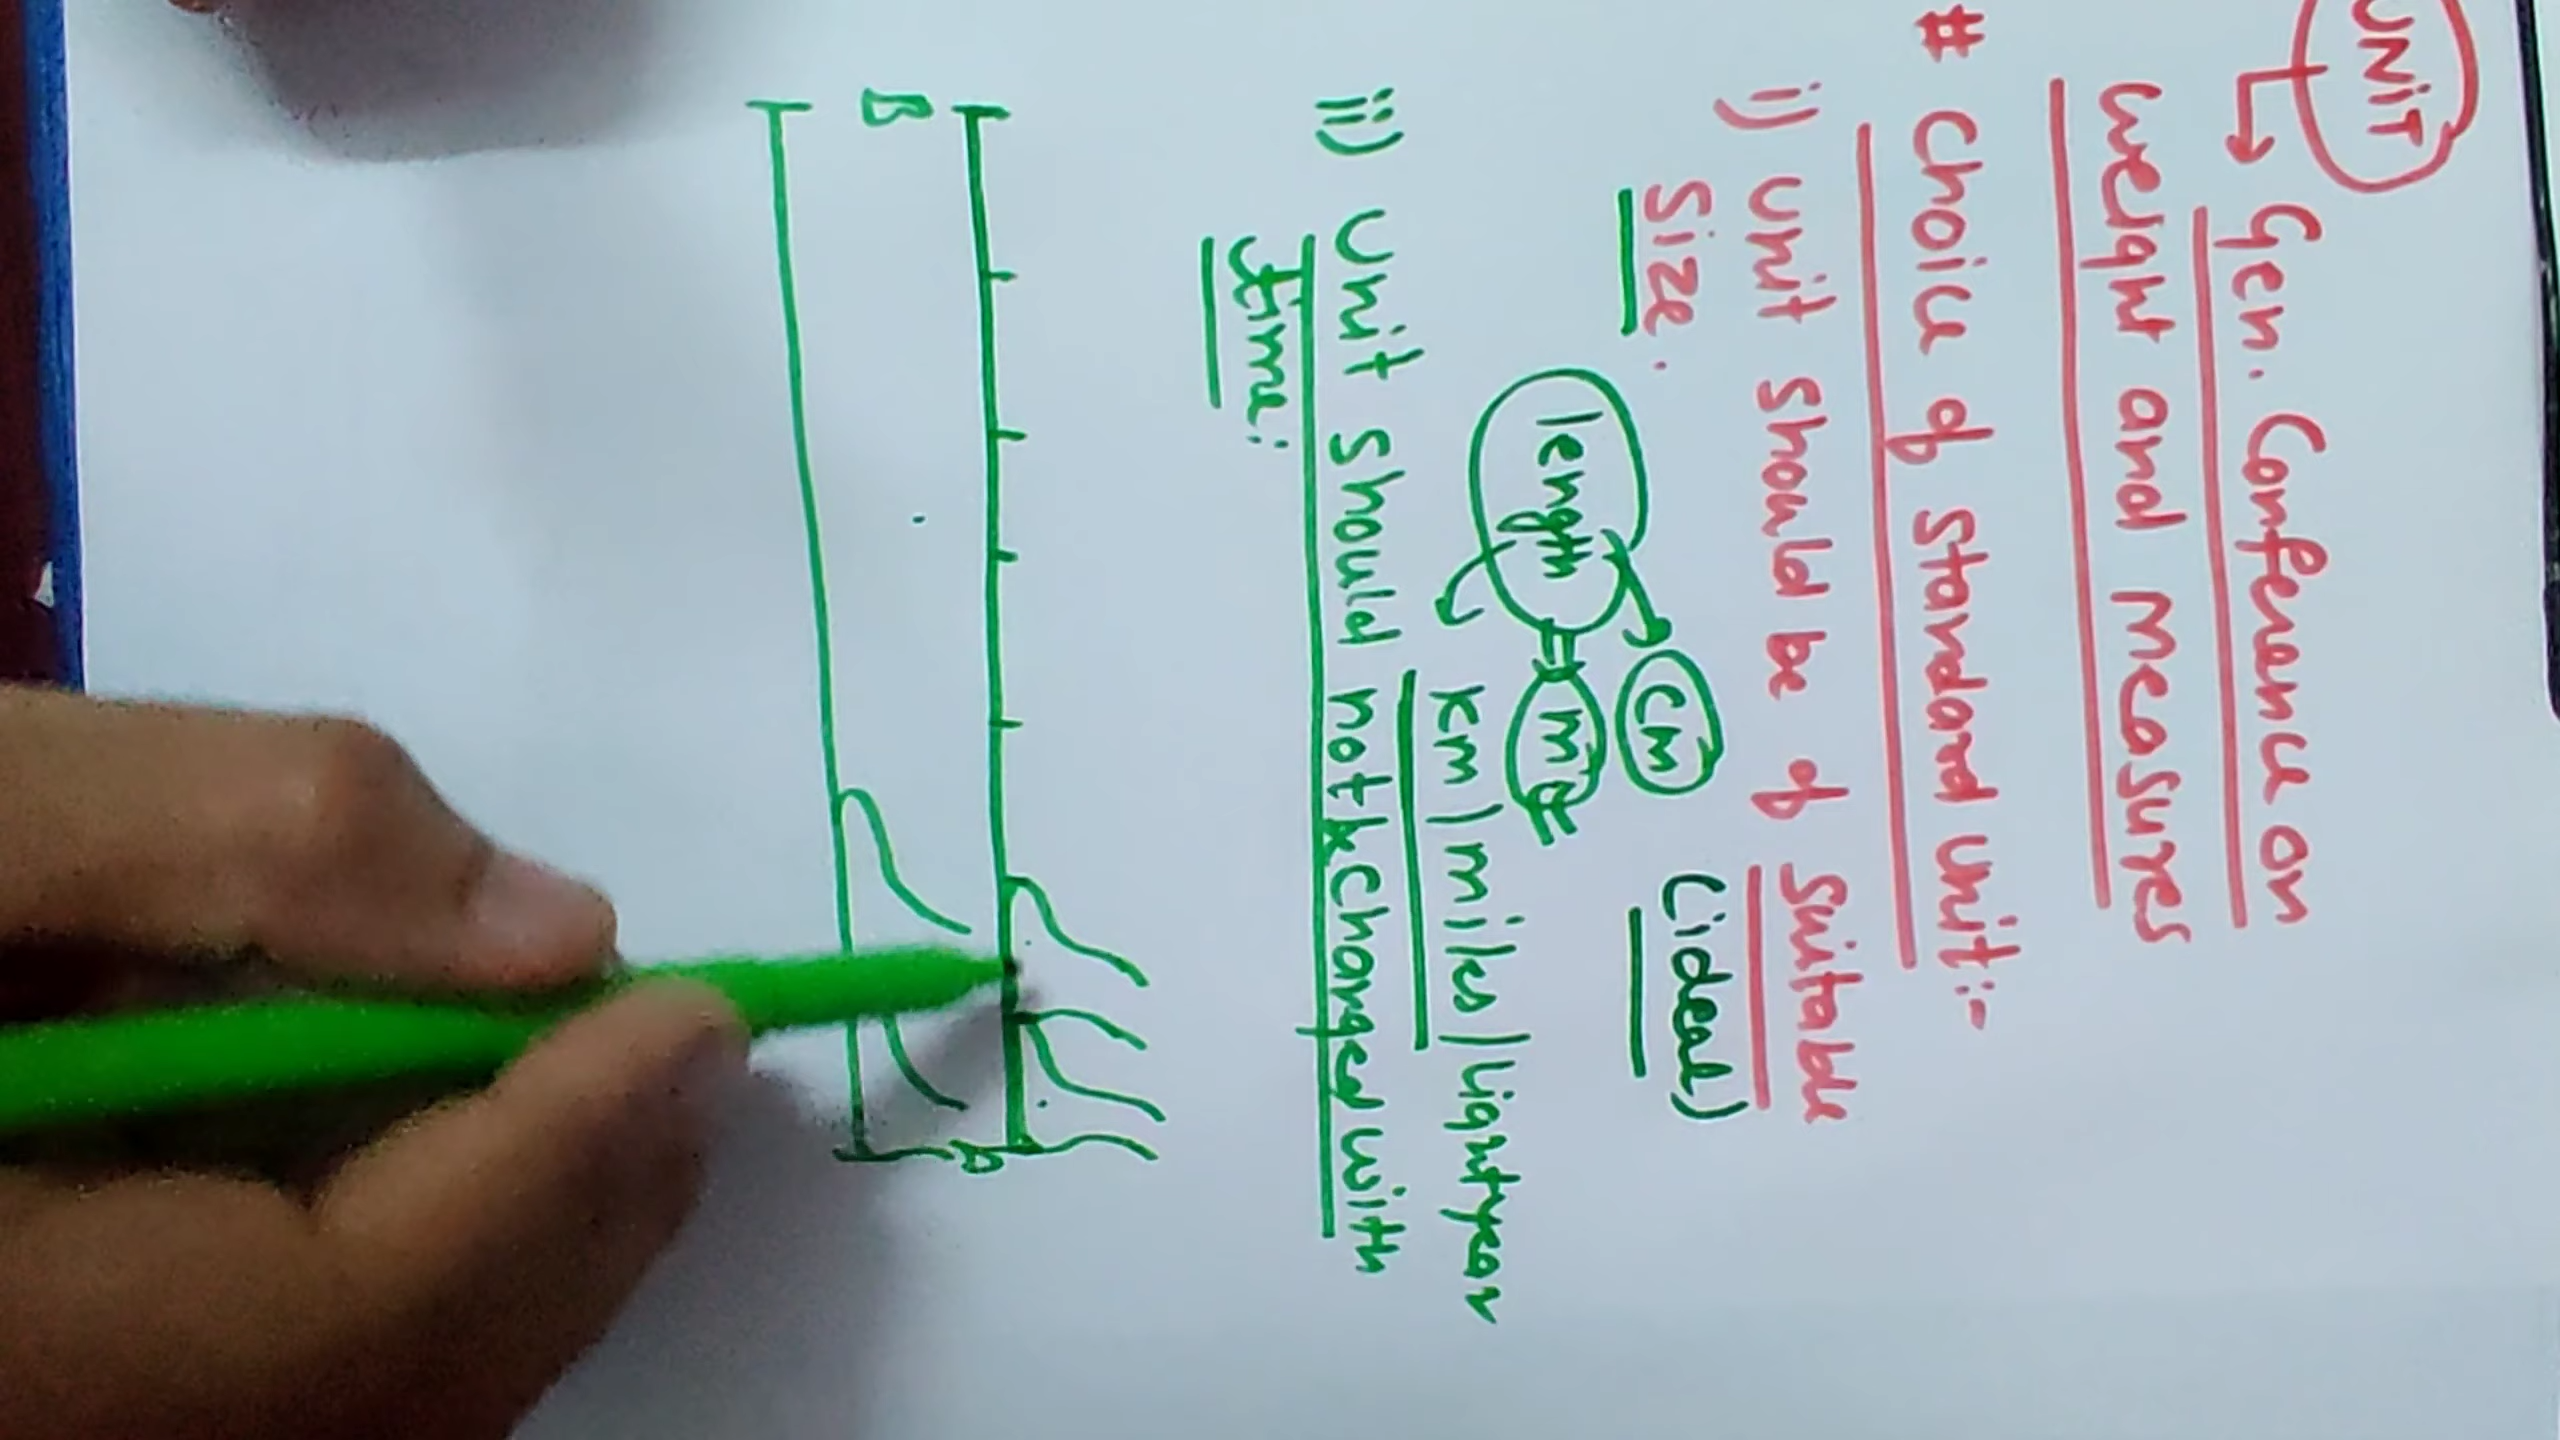 UNIT
↳ Gen. Conference on
weight and Measures
# Choice of Standard Unit:-
i) Unit should be of Suitable
Size. (ideal)
length = m
cm
km/miles/lightyear
ii) Unit should not changed with
time:
B A